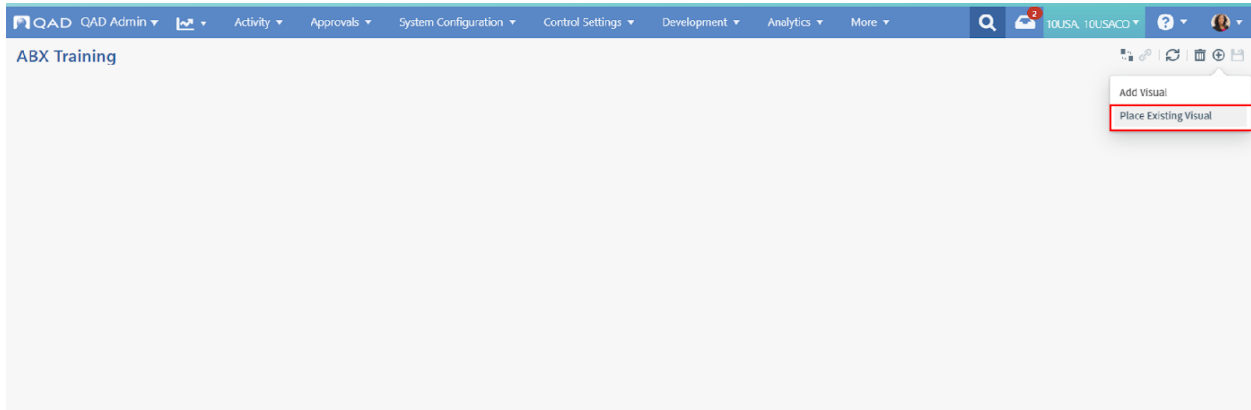 QAD QAD Admin Activity Approvals System Configuration Control Settings Development Analytics More 2 10USA, 10USACO ?
ABX Training
Add Visual
Place Existing Visual